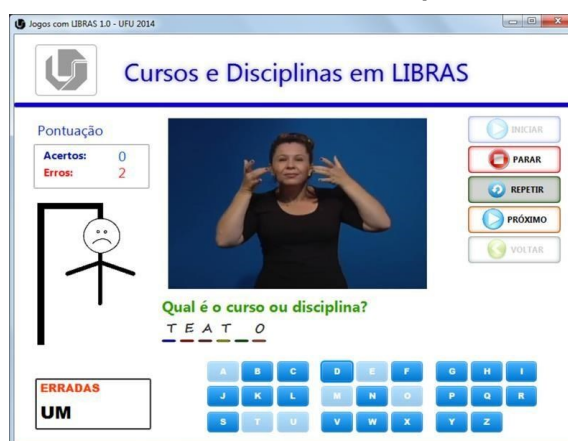 Jogos com LIBRAS 1.0 - UFU 2014
Cursos e Disciplinas em LIBRAS
Pontuação
Acertos: 0
Erros: 2
INICIAR
PARAR
REPETIR
PRÓXIMO
VOLTAR
Qual é o curso ou disciplina?
T E A T _ O
ERRADAS
UM
A B C D E F G H I
J K L M N O P Q R
S T U V W X Y Z